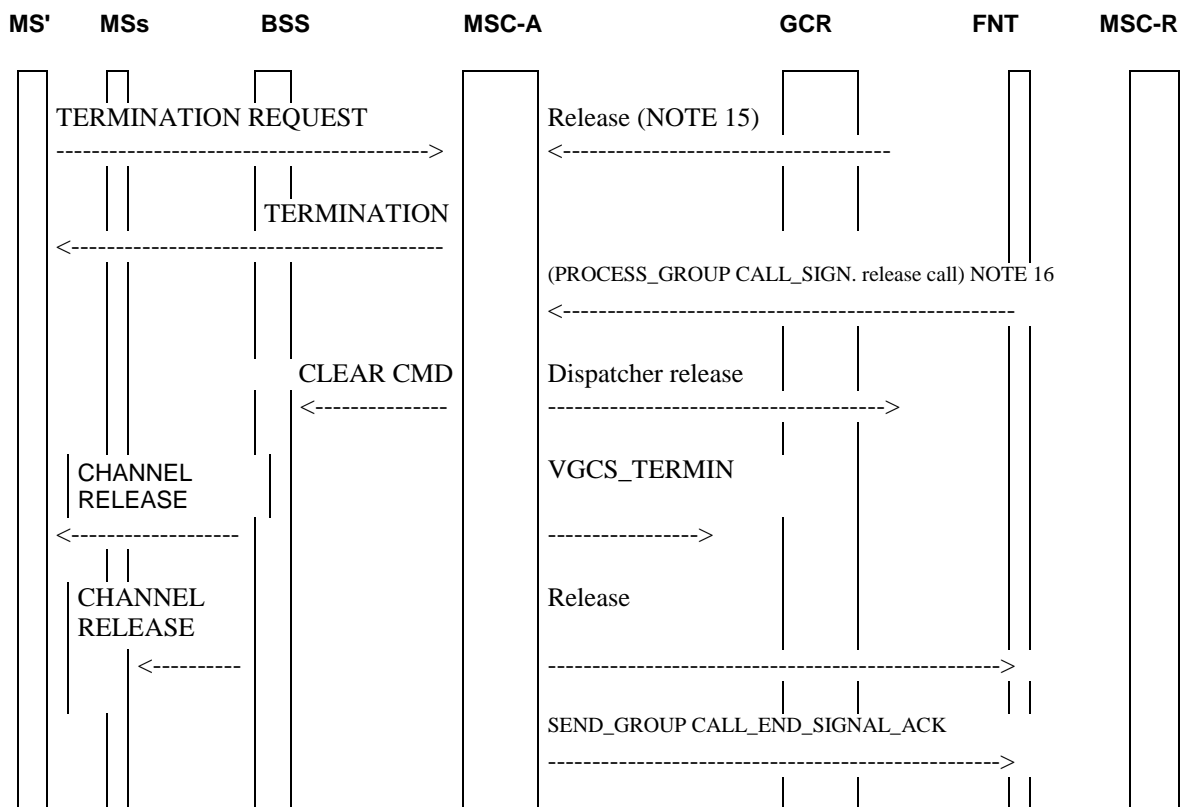 MS' MSs BSS MSC-A GCR FNT MSC-R
TERMINATION REQUEST Release (NOTE 15)
TERMINATION
(PROCESS_GROUP CALL_SIGN. release call) NOTE 16
CLEAR CMD Dispatcher release
CHANNEL VGCS_TERMIN
RELEASE
CHANNEL Release
RELEASE
SEND_GROUP CALL_END_SIGNAL_ACK